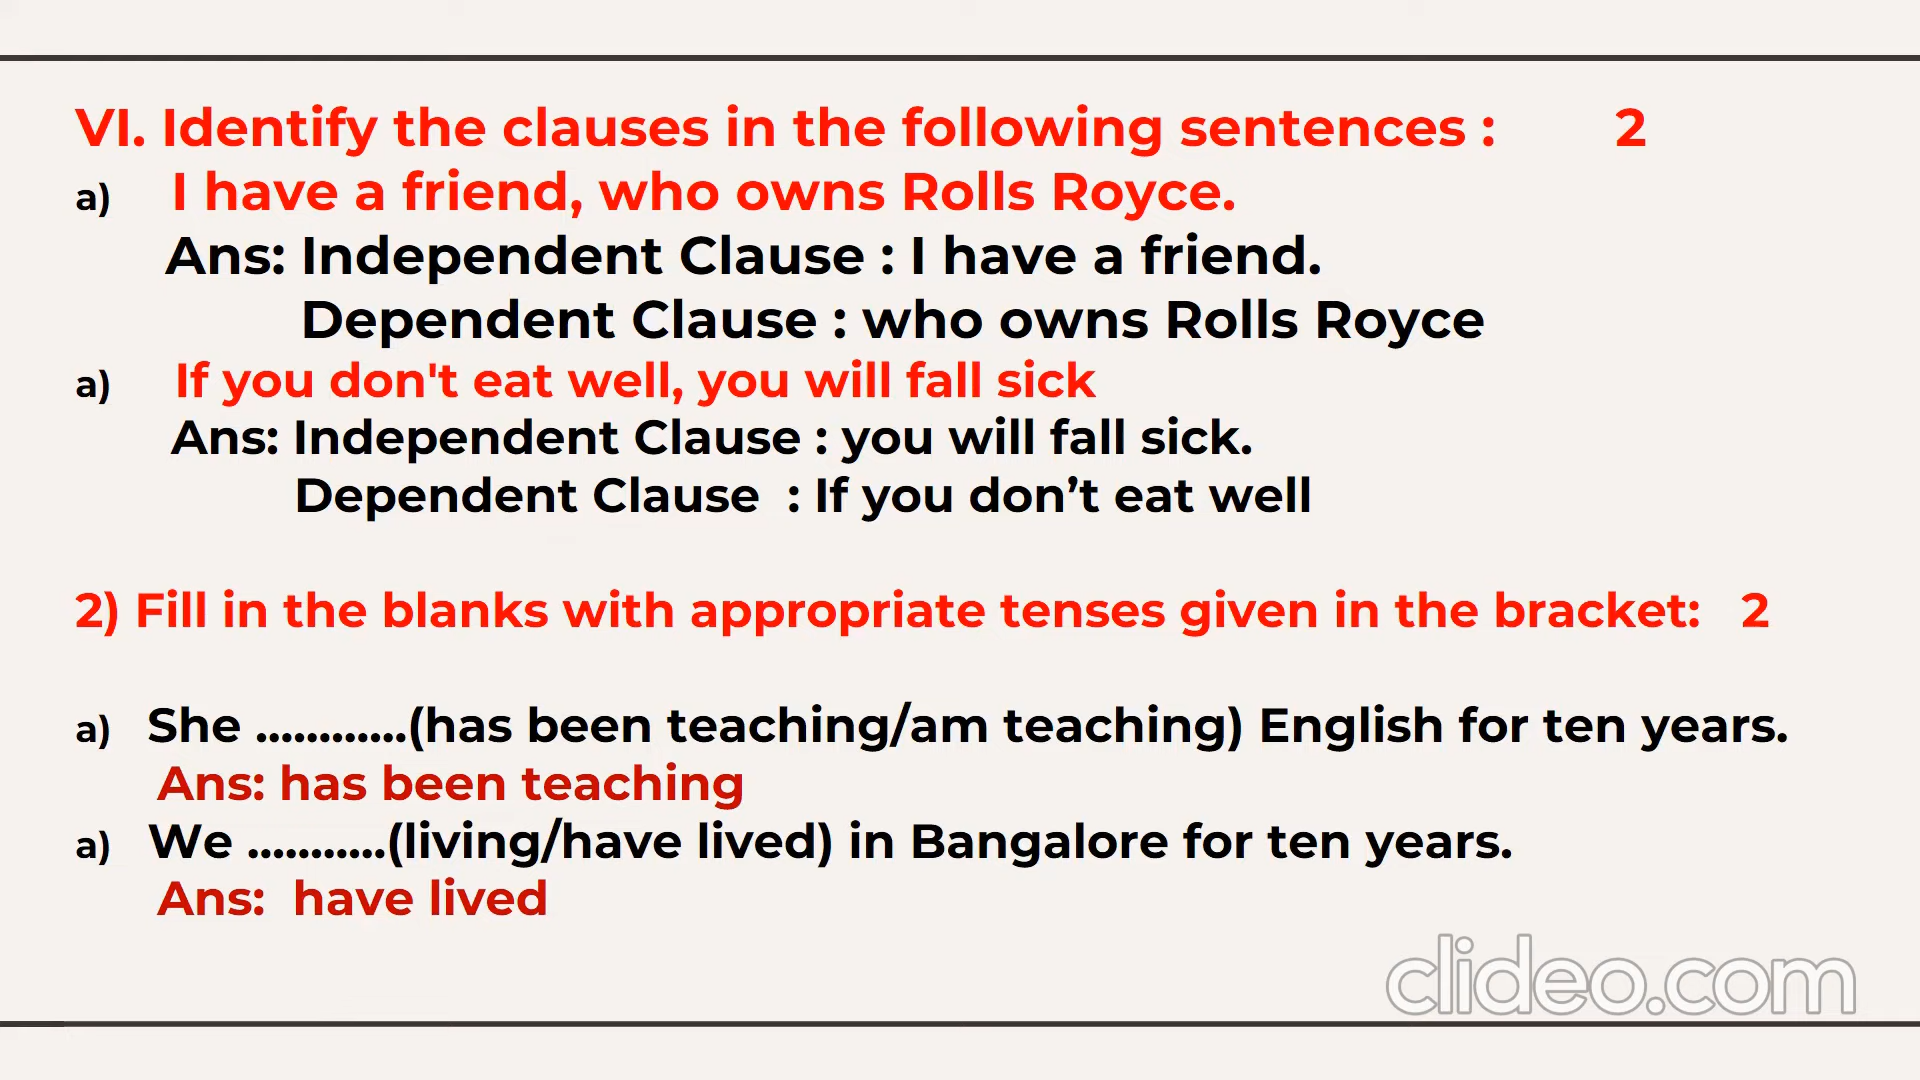 VI. Identify the clauses in the following sentences : 2
a) I have a friend, who owns Rolls Royce.
Ans: Independent Clause : I have a friend.
Dependent Clause : who owns Rolls Royce
a) If you don't eat well, you will fall sick
Ans: Independent Clause : you will fall sick.
Dependent Clause : If you don’t eat well
2) Fill in the blanks with appropriate tenses given in the bracket: 2
a) She ............(has been teaching/am teaching) English for ten years.
Ans: has been teaching
a) We ...........(living/have lived) in Bangalore for ten years.
Ans: have lived
clideo.com